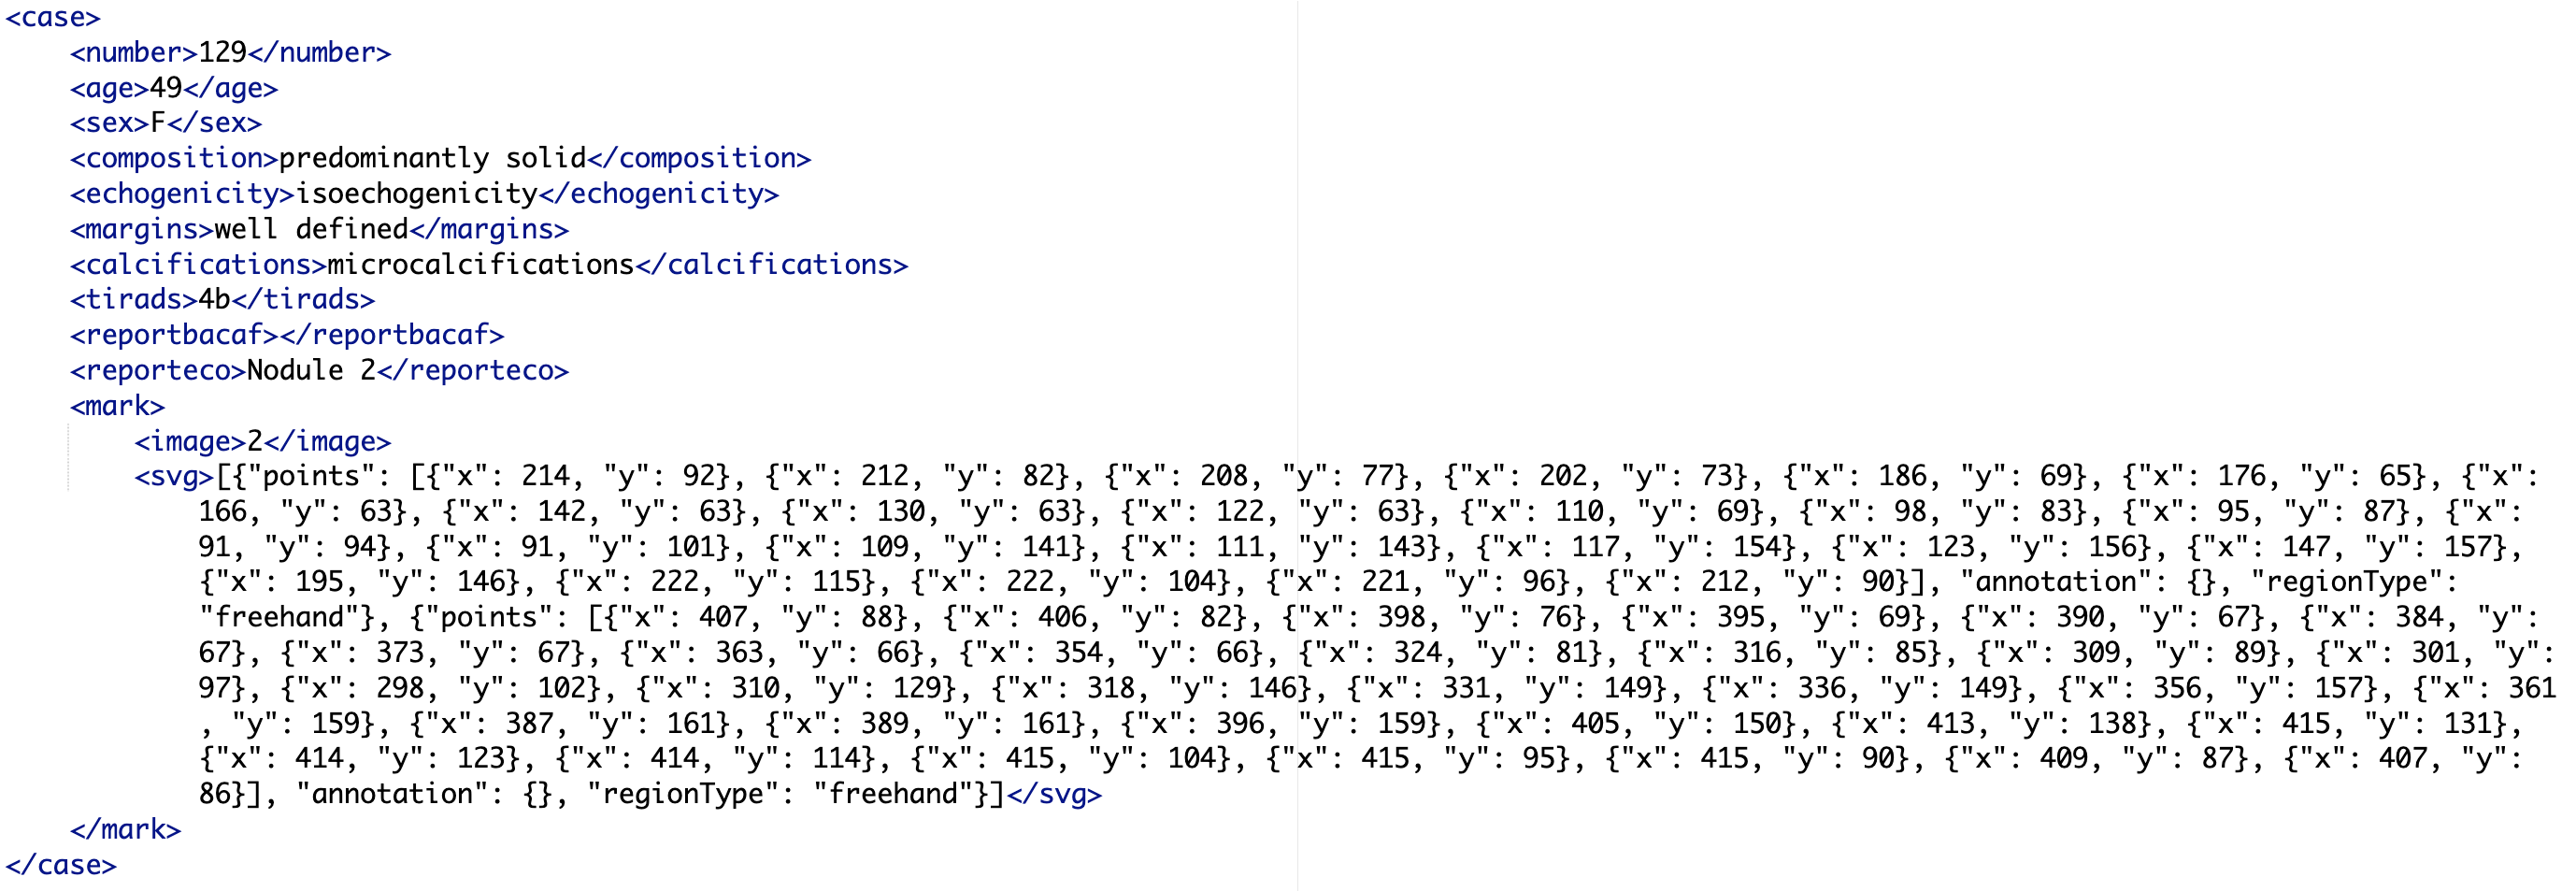 <case>
<number>129</number>
<age>49</age>
<sex>F</sex>
<composition>predominantly solid</composition>
<echogenicity>isoechogenicity</echogenicity>
<margins>well defined</margins>
<calcifications>microcalcifications</calcifications>
<tirads>4b</tirads>
<reportbacaf></reportbacaf>
<reporteco>Nodule 2</reporteco>
<mark>
<image>2</image>
<svg>[{"points": [{"x": 214, "y": 92}, {"x": 212, "y": 82}, {"x": 208, "y": 77}, {"x": 202, "y": 73}, {"x": 186, "y": 69}, {"x": 176, "y": 65}, {"x":
166, "y": 63}, {"x": 142, "y": 63}, {"x": 130, "y": 63}, {"x": 122, "y": 63}, {"x": 110, "y": 69}, {"x": 98, "y": 83}, {"x": 95, "y": 87}, {"x":
91, "y": 94}, {"x": 91, "y": 101}, {"x": 109, "y": 141}, {"x": 111, "y": 143}, {"x": 117, "y": 154}, {"x": 123, "y": 156}, {"x": 147, "y": 157},
{"x": 195, "y": 146}, {"x": 222, "y": 115}, {"x": 222, "y": 104}, {"x": 221, "y": 96}, {"x": 212, "y": 90}], "annotation": {}, "regionType":
"freehand"}, {"points": [{"x": 407, "y": 88}, {"x": 406, "y": 82}, {"x": 398, "y": 76}, {"x": 395, "y": 69}, {"x": 390, "y": 67}, {"x": 384, "y":
67}, {"x": 373, "y": 67}, {"x": 363, "y": 66}, {"x": 354, "y": 66}, {"x": 324, "y": 81}, {"x": 316, "y": 85}, {"x": 309, "y": 89}, {"x": 301, "y":
97}, {"x": 298, "y": 102}, {"x": 310, "y": 129}, {"x": 318, "y": 146}, {"x": 331, "y": 149}, {"x": 336, "y": 149}, {"x": 356, "y": 157}, {"x": 361
, "y": 159}, {"x": 387, "y": 161}, {"x": 389, "y": 161}, {"x": 396, "y": 159}, {"x": 405, "y": 150}, {"x": 413, "y": 138}, {"x": 415, "y": 131},
{"x": 414, "y": 123}, {"x": 414, "y": 114}, {"x": 415, "y": 104}, {"x": 415, "y": 95}, {"x": 415, "y": 90}, {"x": 409, "y": 87}, {"x": 407, "y":
86}], "annotation": {}, "regionType": "freehand"}]</svg>
</mark>
</case>